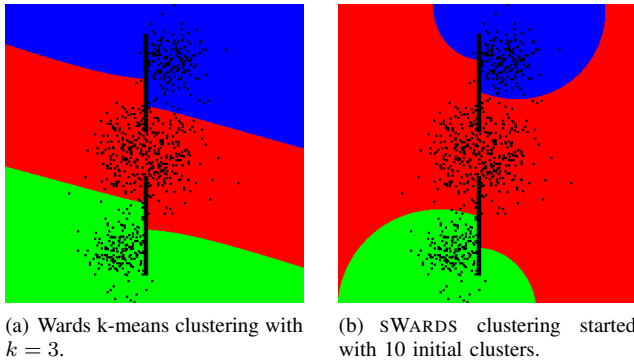 (a) Wards k-means clustering with
k = 3.
(b) SWARDS clustering started
with 10 initial clusters.